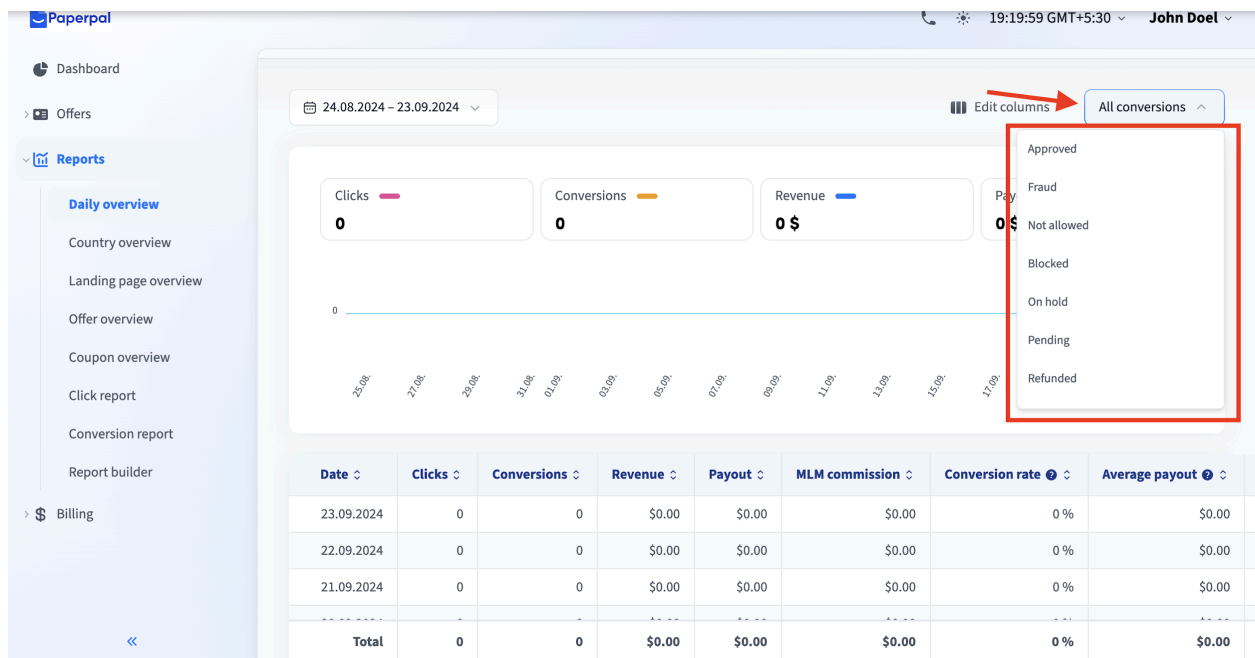 Paperpal
19:19:59 GMT+5:30
John Doel
Dashboard
Offers
Reports
Daily overview
Country overview
Landing page overview
Offer overview
Coupon overview
Click report
Conversion report
Report builder
Billing
24.08.2024 – 23.09.2024
Edit columns
All conversions
Approved
Fraud
Not allowed
Blocked
On hold
Pending
Refunded
Clicks
0
Conversions
0
Revenue
0 $
Pay
0 $
0
25.08. 27.08. 29.08. 31.08. 01.09. 03.09. 05.09. 07.09. 09.09. 11.09. 13.09. 15.09. 17.09.
Date Clicks Conversions Revenue Payout MLM commission Conversion rate Average payout
23.09.2024 0 0 $0.00 $0.00 $0.00 0 % $0.00
22.09.2024 0 0 $0.00 $0.00 $0.00 0 % $0.00
21.09.2024 0 0 $0.00 $0.00 $0.00 0 % $0.00
Total 0 0 $0.00 $0.00 $0.00 0 % $0.00